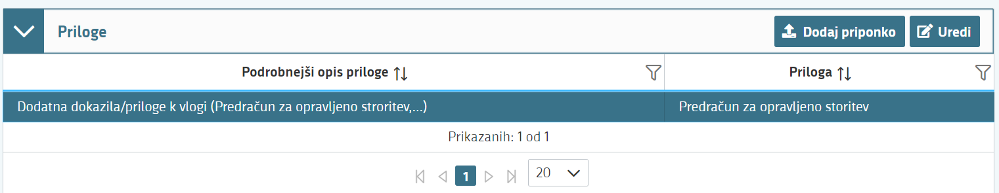 Priloge
Dodaj priponko
Uredi
Podrobnejši opis priloge
Priloga
Dodatna dokazila/priloge k vlogi (Predračun za opravljeno stroritev,...)
Predračun za opravljeno storitev
Prikazanih: 1 od 1
1
20